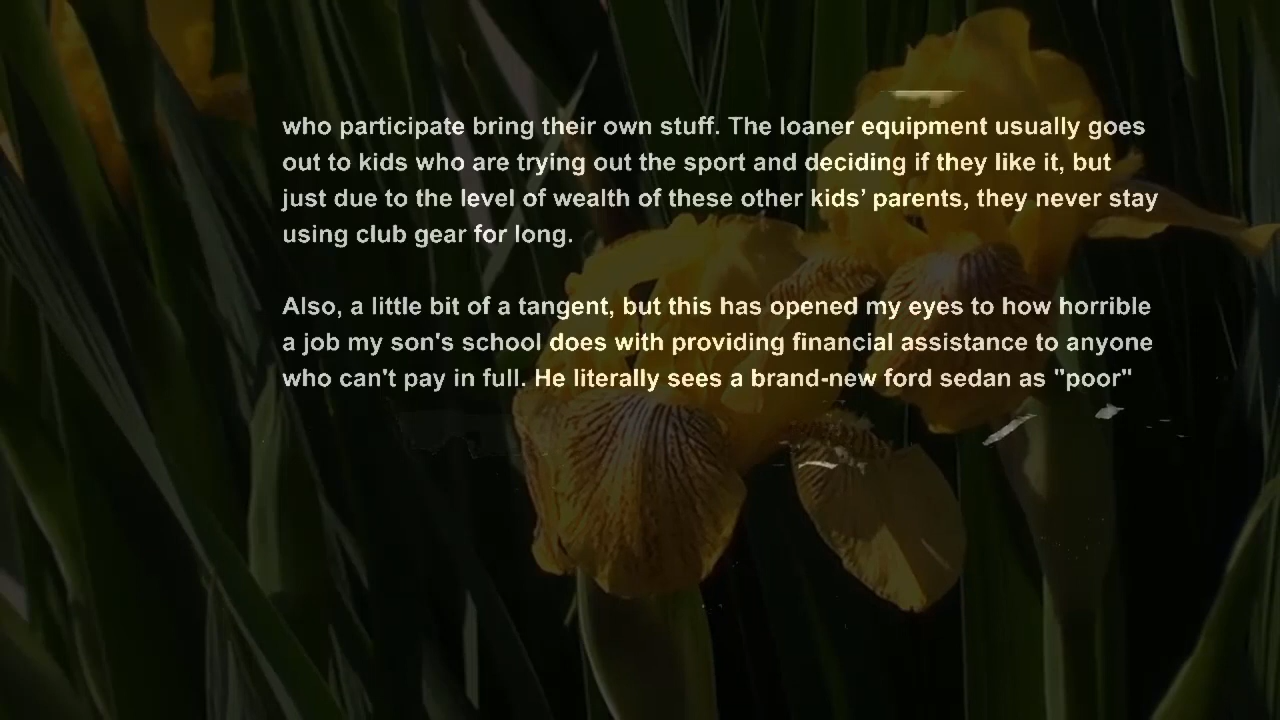 who participate bring their own stuff. The loaner equipment usually goes
out to kids who are trying out the sport and deciding if they like it, but
just due to the level of wealth of these other kids’ parents, they never stay
using club gear for long.
Also, a little bit of a tangent, but this has opened my eyes to how horrible
a job my son's school does with providing financial assistance to anyone
who can't pay in full. He literally sees a brand-new ford sedan as "poor"